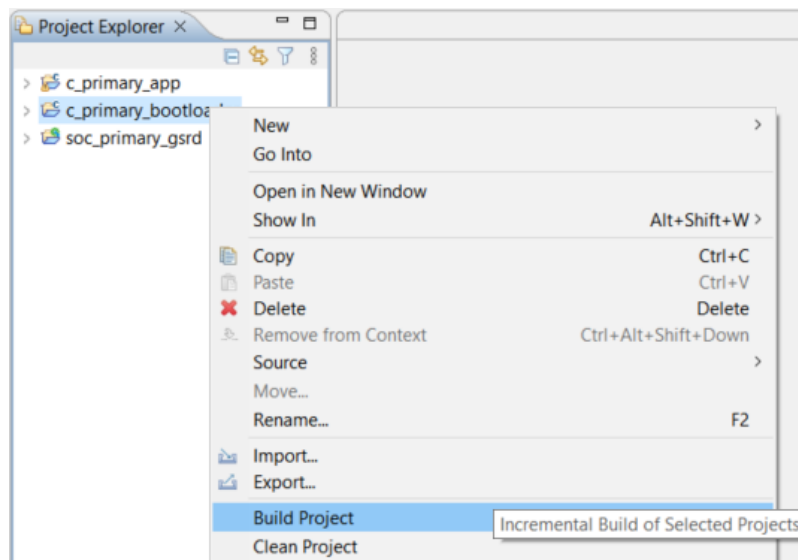 Project Explorer
c_primary_app
c_primary_bootloa
soc_primary_gsrd
New
Go Into
Open in New Window
Show In Alt+Shift+W
Copy Ctrl+C
Paste Ctrl+V
Delete Delete
Remove from Context Ctrl+Alt+Shift+Down
Source
Move...
Rename... F2
Import...
Export...
Build Project
Incremental Build of Selected Projects
Clean Project